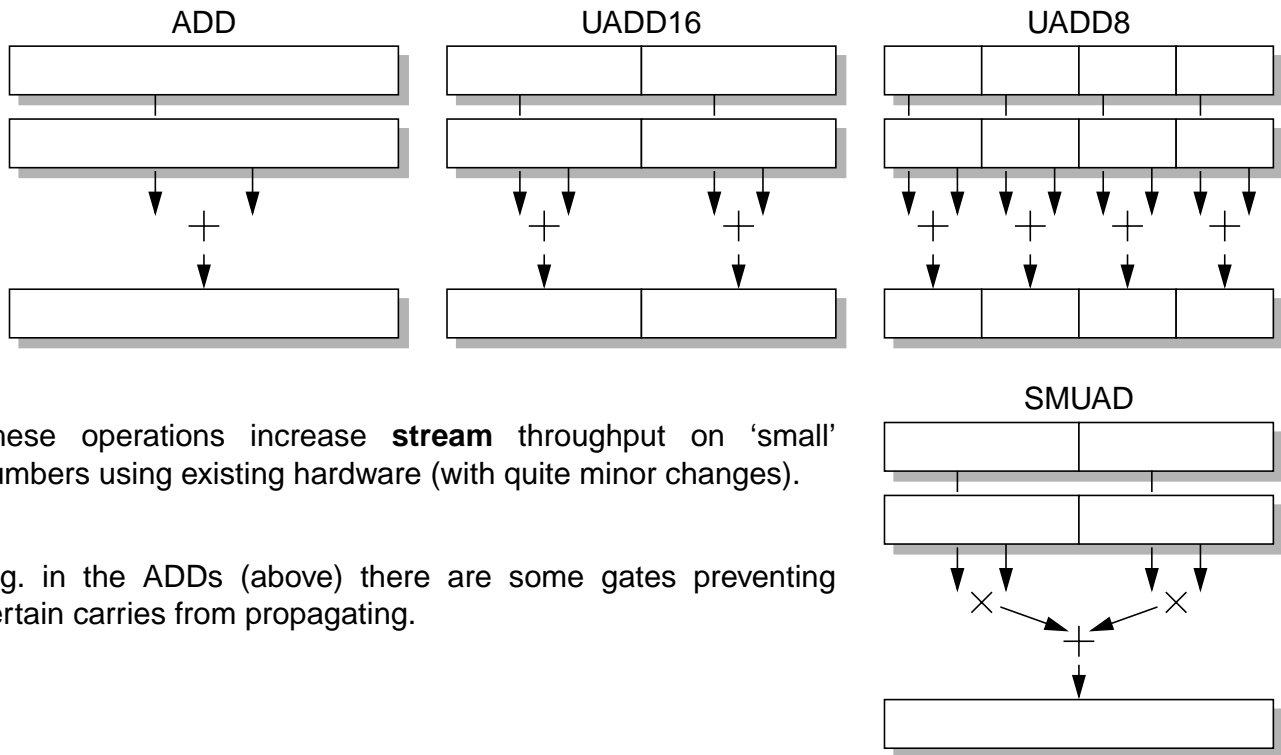 ADD
UADD16
UADD8
SMUAD
hese operations increase stream throughput on ‘small’
umbers using existing hardware (with quite minor changes).
g. in the ADDs (above) there are some gates preventing
ertain carries from propagating.